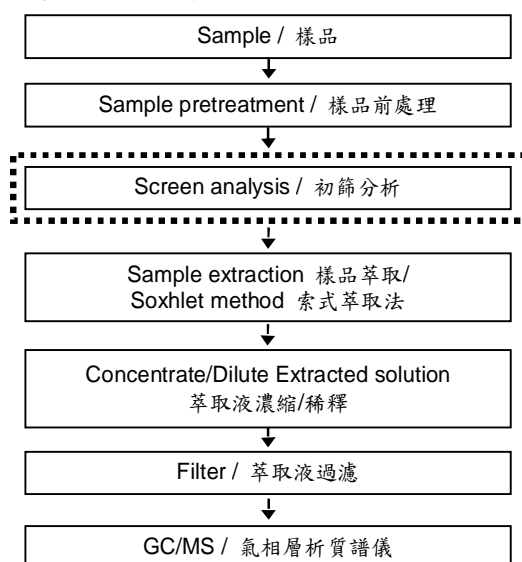 Sample / 樣品
Sample pretreatment / 樣品前處理
Screen analysis / 初篩分析
Sample extraction 樣品萃取/
Soxhlet method 索式萃取法
Concentrate/Dilute Extracted solution
萃取液濃縮/稀釋
Filter / 萃取液過濾
GC/MS / 氣相層析質譜儀